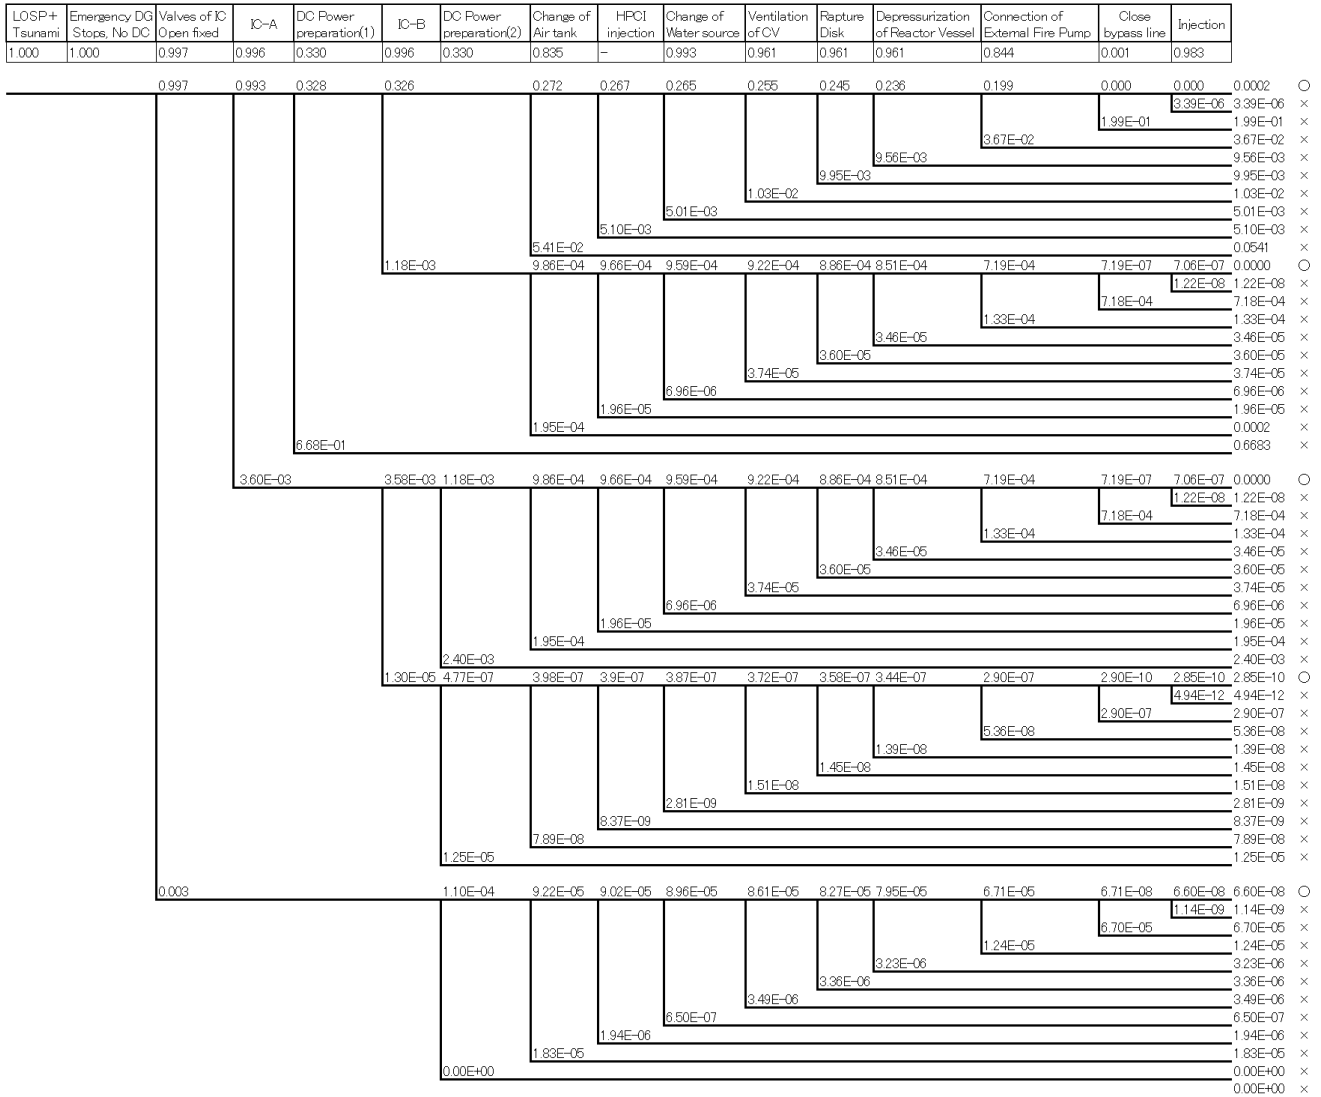 LOSP+ Emergency DG Valves of IC IC-A DC Power IC-B DC Power Change of HPCI Change of Ventilation Rapture Depressurization Connection of Close Injection
Tsunami Stops, No DC Open fixed preparation(1) preparation(2) Air tank injection Water source of CV Disk of Reactor Vessel External Fire Pump bypass line
1.000 1.000 0.997 0.996 0.330 0.996 0.330 0.835 - 0.993 0.961 0.961 0.961 0.844 0.001 0.983
0.997 0.993 0.328 0.326 0.272 0.267 0.265 0.255 0.245 0.236 0.199 0.000 0.000 0.0002 ○
3.39E-06 3.39E-06 ×
1.99E-01 1.99E-01 ×
3.67E-02 3.67E-02 ×
9.56E-03 9.56E-03 ×
9.95E-03 9.95E-03 ×
1.03E-02 1.03E-02 ×
5.01E-03 5.01E-03 ×
5.10E-03 5.10E-03 ×
5.41E-02 0.0541 ×
1.18E-03 9.86E-04 9.66E-04 9.59E-04 9.22E-04 8.86E-04 8.51E-04 7.19E-04 7.19E-07 7.06E-07 0.0000 ○
1.22E-08 1.22E-08 ×
7.18E-04 7.18E-04 ×
1.33E-04 1.33E-04 ×
3.46E-05 3.46E-05 ×
3.60E-05 3.60E-05 ×
3.74E-05 3.74E-05 ×
6.96E-06 6.96E-06 ×
1.96E-05 1.96E-05 ×
1.95E-04 0.0002 ×
6.68E-01 0.6683 ×
3.60E-03 3.58E-03 1.18E-03 9.86E-04 9.66E-04 9.59E-04 9.22E-04 8.86E-04 8.51E-04 7.19E-04 7.19E-07 7.06E-07 0.0000 ○
1.22E-08 1.22E-08 ×
7.18E-04 7.18E-04 ×
1.33E-04 1.33E-04 ×
3.46E-05 3.46E-05 ×
3.60E-05 3.60E-05 ×
3.74E-05 3.74E-05 ×
6.96E-06 6.96E-06 ×
1.96E-05 1.96E-05 ×
1.95E-04 1.95E-04 ×
2.40E-03 2.40E-03 ×
1.30E-05 4.77E-07 3.98E-07 3.9E-07 3.87E-07 3.72E-07 3.58E-07 3.44E-07 2.90E-07 2.90E-10 2.85E-10 2.85E-10 ○
4.94E-12 4.94E-12 ×
2.90E-07 2.90E-07 ×
5.36E-08 5.36E-08 ×
1.39E-08 1.39E-08 ×
1.45E-08 1.45E-08 ×
1.51E-08 1.51E-08 ×
2.81E-09 2.81E-09 ×
8.37E-09 8.37E-09 ×
7.89E-08 7.89E-08 ×
1.25E-05 1.25E-05 ×
0.003 1.10E-04 9.22E-05 9.02E-05 8.96E-05 8.61E-05 8.27E-05 7.95E-05 6.71E-05 6.71E-08 6.60E-08 6.60E-08 ○
1.14E-09 1.14E-09 ×
6.70E-05 6.70E-05 ×
1.24E-05 1.24E-05 ×
3.23E-06 3.23E-06 ×
3.36E-06 3.36E-06 ×
3.49E-06 3.49E-06 ×
6.50E-07 6.50E-07 ×
1.94E-06 1.94E-06 ×
1.83E-05 1.83E-05 ×
0.00E+00 0.00E+00 ×
0.00E+00 ×